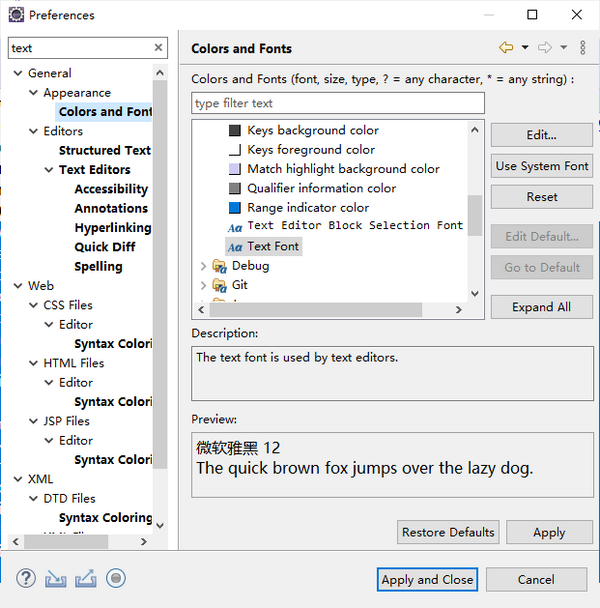 Preferences
text
General
Appearance
Colors and Font
Editors
Structured Text
Text Editors
Accessibility
Annotations
Hyperlinking
Quick Diff
Spelling
Web
CSS Files
Editor
Syntax Colori
HTML Files
Editor
Syntax Colori
JSP Files
Editor
Syntax Colori
XML
DTD Files
Syntax Coloring
Colors and Fonts
Colors and Fonts (font, size, type, ? = any character, * = any string) :
type filter text
Keys background color
Keys foreground color
Match highlight background color
Qualifier information color
Range indicator color
Text Editor Block Selection Font
Text Font
Debug
Git
Edit...
Use System Font
Reset
Edit Default...
Go to Default
Expand All
Description:
The text font is used by text editors.
Preview:
微软雅黑 12
The quick brown fox jumps over the lazy dog.
Restore Defaults
Apply
Apply and Close
Cancel